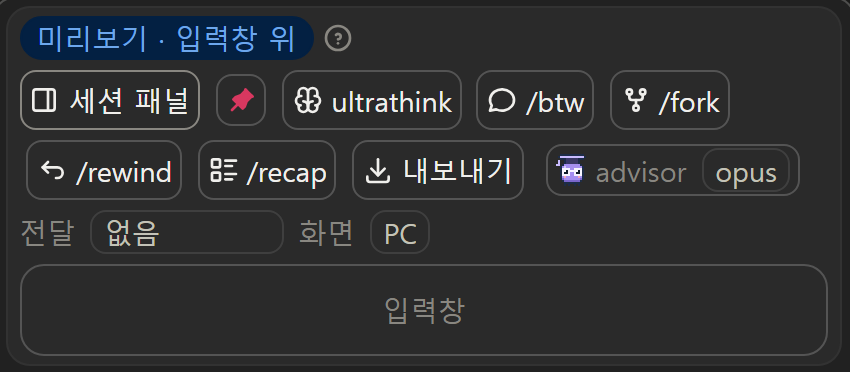 미리보기 · 입력창 위 ?
세션 패널 ultrathink /btw /fork
/rewind /recap 내보내기 advisor opus
전달 없음 화면 PC
입력창